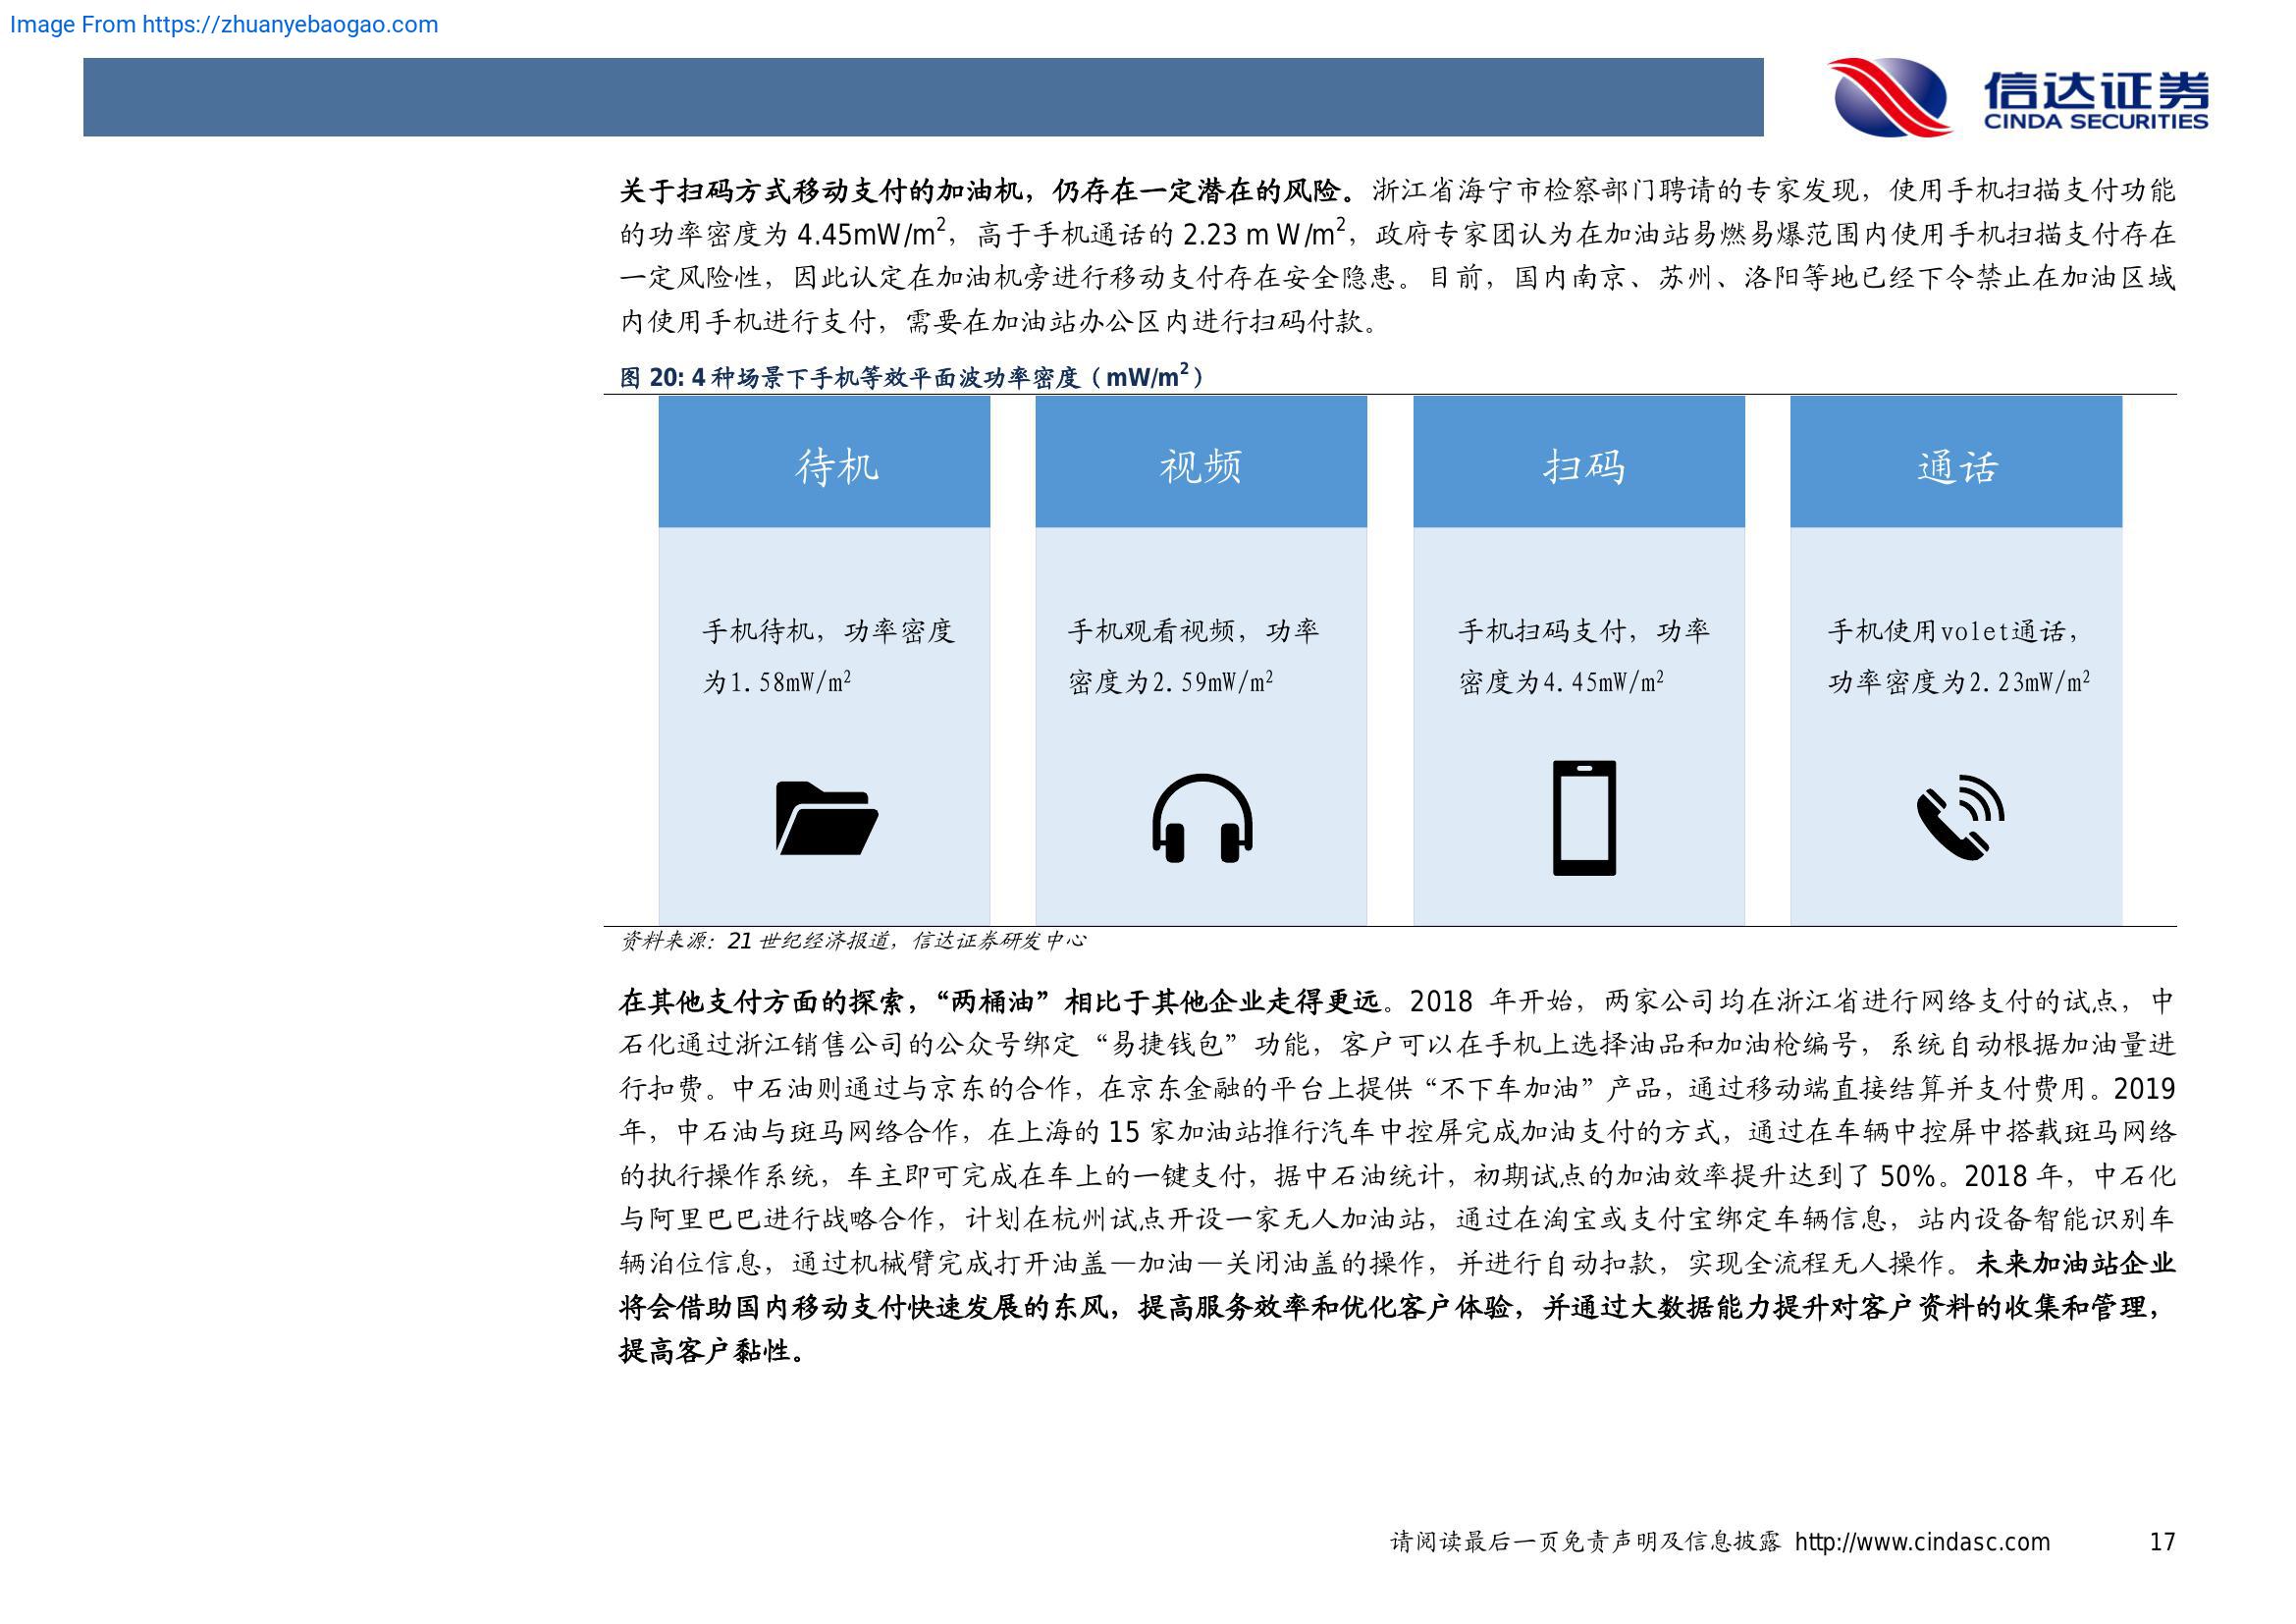 Image From https://zhuanyebaogao.com
信达证券
CINDA SECURITIES
关于扫码方式移动支付的加油机，仍存在一定潜在的风险。浙江省海宁市检察部门聘请的专家发现，使用手机扫描支付功能
的功率密度为 4.45mW/m²，高于手机通话的 2.23 m W/m²，政府专家团认为在加油站易燃易爆范围内使用手机扫描支付存在
一定风险性，因此认定在加油机旁进行移动支付存在安全隐患。目前，国内南京、苏州、洛阳等地已经下令禁止在加油区域
内使用手机进行支付，需要在加油站办公区内进行扫码付款。
图 20: 4 种场景下手机等效平面波功率密度（mW/m²）
待机
视频
扫码
通话
手机待机，功率密度
为1.58mW/m²
手机观看视频，功率
密度为2.59mW/m²
手机扫码支付，功率
密度为4.45mW/m²
手机使用volet通话，
功率密度为2.23mW/m²
资料来源：21 世纪经济报道，信达证券研发中心
在其他支付方面的探索，“两桶油”相比于其他企业走得更远。2018 年开始，两家公司均在浙江省进行网络支付的试点，中
石化通过浙江销售公司的公众号绑定“易捷钱包”功能，客户可以在手机上选择油品和加油枪编号，系统自动根据加油量进
行扣费。中石油则通过与京东的合作，在京东金融的平台上提供“不下车加油”产品，通过移动端直接结算并支付费用。2019
年，中石油与斑马网络合作，在上海的 15 家加油站推行汽车中控屏完成加油支付的方式，通过在车辆中控屏中搭载斑马网络
的执行操作系统，车主即可完成在车上的一键支付，据中石油统计，初期试点的加油效率提升达到了 50%。2018 年，中石化
与阿里巴巴进行战略合作，计划在杭州试点开设一家无人加油站，通过在淘宝或支付宝绑定车辆信息，站内设备智能识别车
辆泊位信息，通过机械臂完成打开油盖—加油—关闭油盖的操作，并进行自动扣款，实现全流程无人操作。未来加油站企业
将会借助国内移动支付快速发展的东风，提高服务效率和优化客户体验，并通过大数据能力提升对客户资料的收集和管理，
提高客户黏性。
请阅读最后一页免责声明及信息披露 http://www.cindasc.com 17